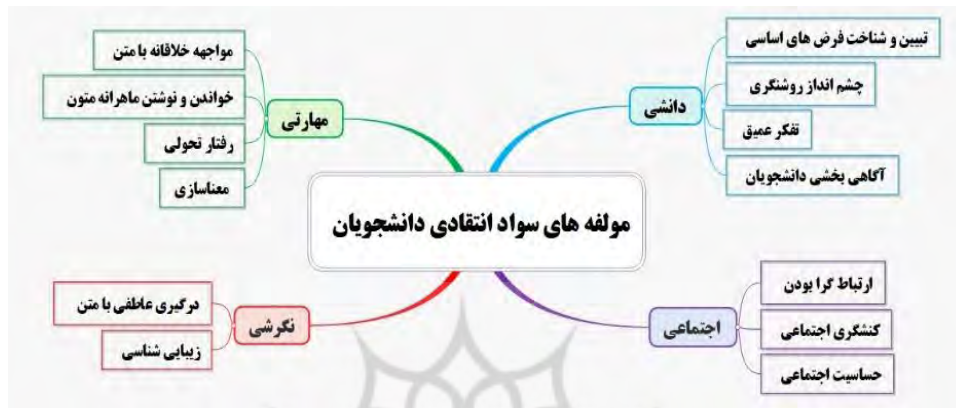 مولفه های سواد انتقادی دانشجویان
دانشی
تبیین و شناخت فرض های اساسی
چشم انداز روشنگری
تفکر عمیق
آگاهی بخشی دانشجویان
اجتماعی
ارتباط گرا بودن
کنشگری اجتماعی
حساسیت اجتماعی
مهارتی
مواجهه خلاقانه با متن
خواندن و نوشتن ماهرانه متون
رفتار تحولی
معناسازی
نگرشی
درگیری عاطفی با متن
زیبایی شناسی